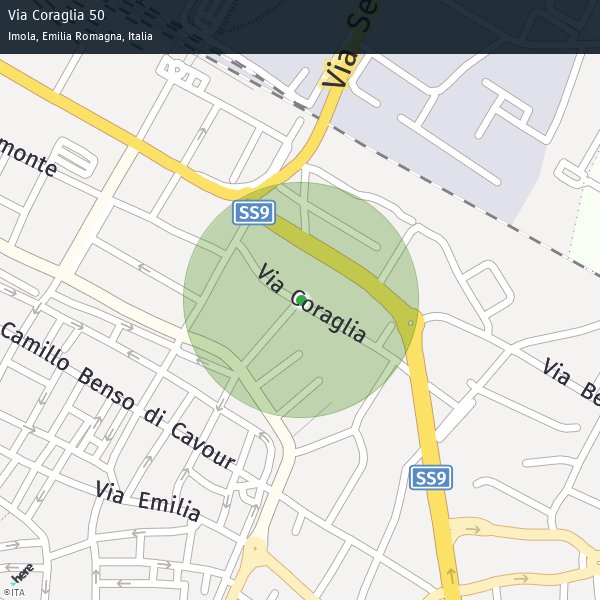 Via Coraglia 50
Imola, Emilia Romagna, Italia
Via Se
monte
SS9
Via Coraglia
Camillo Benso di Cavour
Via Be
SS9
Via Emilia
here
©ITA